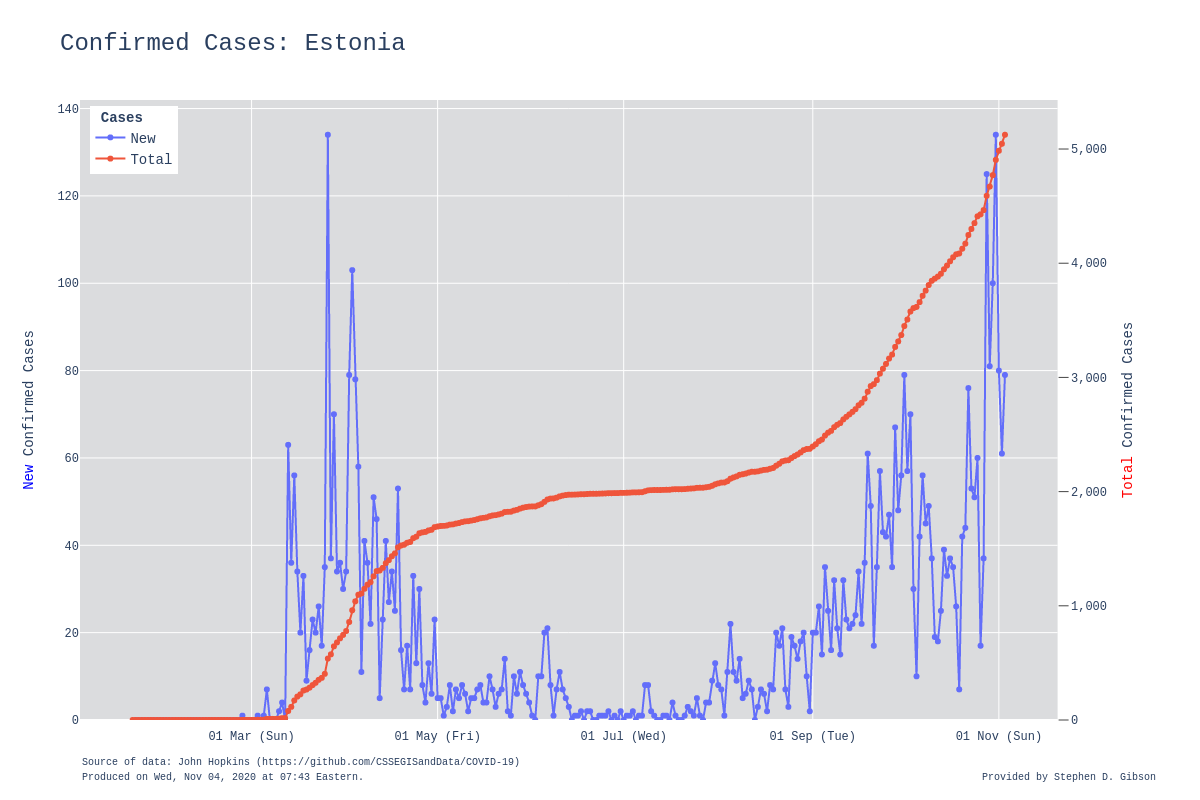 Confirmed Cases: Estonia
Cases
New
Total
140
120
100
80
60
40
20
0
New Confirmed Cases
5,000
4,000
3,000
2,000
1,000
0
Total Confirmed Cases
01 Mar (Sun)
01 May (Fri)
01 Jul (Wed)
01 Sep (Tue)
01 Nov (Sun)
Source of data: John Hopkins (https://github.com/CSSEGISandData/COVID-19)
Produced on Wed, Nov 04, 2020 at 07:43 Eastern.
Provided by Stephen D. Gibson